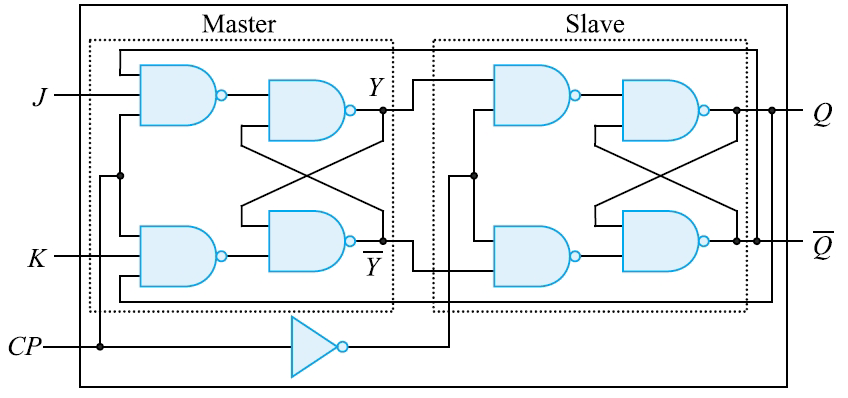 Master Slave
J
Y
Q
K
Y̅
Q̅
CP